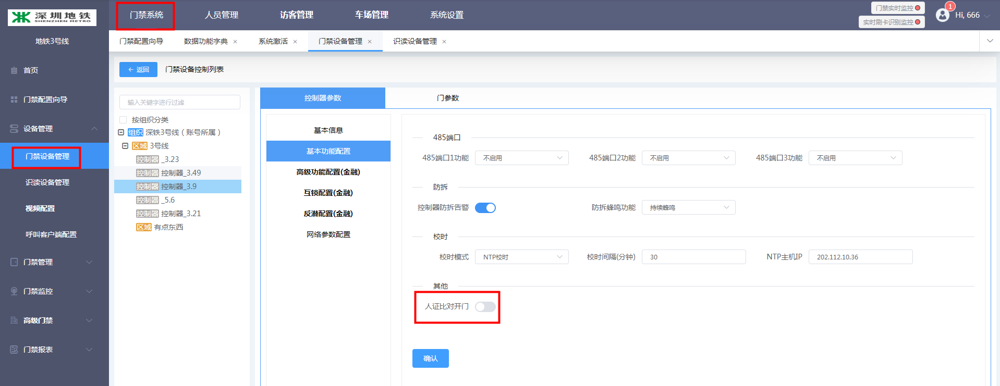 深圳地铁
SHENZHEN METRO
地铁3号线
门禁系统
人员管理
访客管理
车场管理
系统设置
门禁实时监控
实时刷卡识别监控
1
Hi, 666
门禁配置向导
数据功能字典 ×
系统激活 ×
门禁设备管理 ×
识读设备管理 ×
首页
门禁配置向导
设备管理
门禁设备管理
识读设备管理
视频配置
呼叫客户端配置
门禁管理
门禁监控
高级门禁
门禁报表
← 返回
门禁设备控制列表
输入关键字进行过滤
按组织分类
组织 深铁3号线（账号所属）
区域 3号线
控制器 _3.23
控制器 控制器_3.49
控制器 控制器_3.9
控制器 _5.6
控制器 控制器_3.21
区域 有点东西
控制器参数
门参数
基本信息
基本功能配置
高级功能配置(金融)
互锁配置(金融)
反潜配置(金融)
网络参数配置
485端口
485端口1功能 不启用
485端口2功能 不启用
485端口3功能 不启用
防拆
控制器防拆告警
防拆蜂鸣功能 持续蜂鸣
校时
校时模式 NTP校时
校时间隔(分钟) 30
NTP主机IP 202.112.10.36
其他
人证比对开门
确认